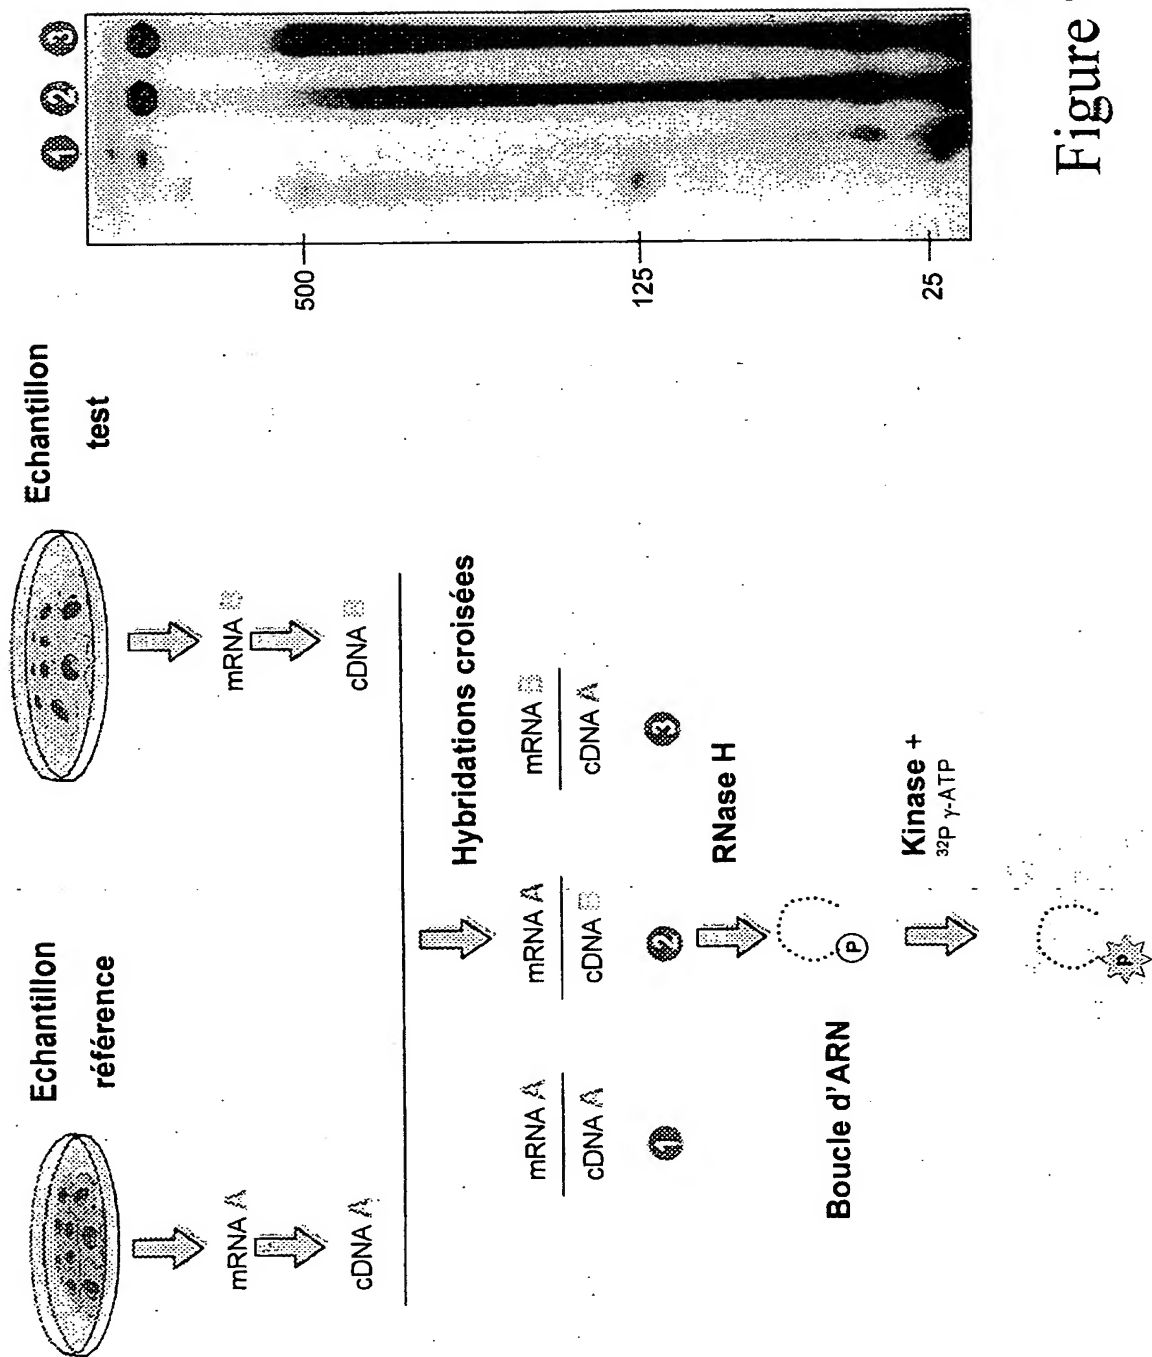 Echantillon
référence
mRNA A
cDNA A
Echantillon
test
mRNA B
cDNA B
Hybridations croisées
mRNA A
cDNA A
1
mRNA A
cDNA B
2
mRNA B
cDNA A
3
RNase H
Boucle d'ARN
P
Kinase +
32P γ-ATP
P
1
2
3
500
125
25
Figure